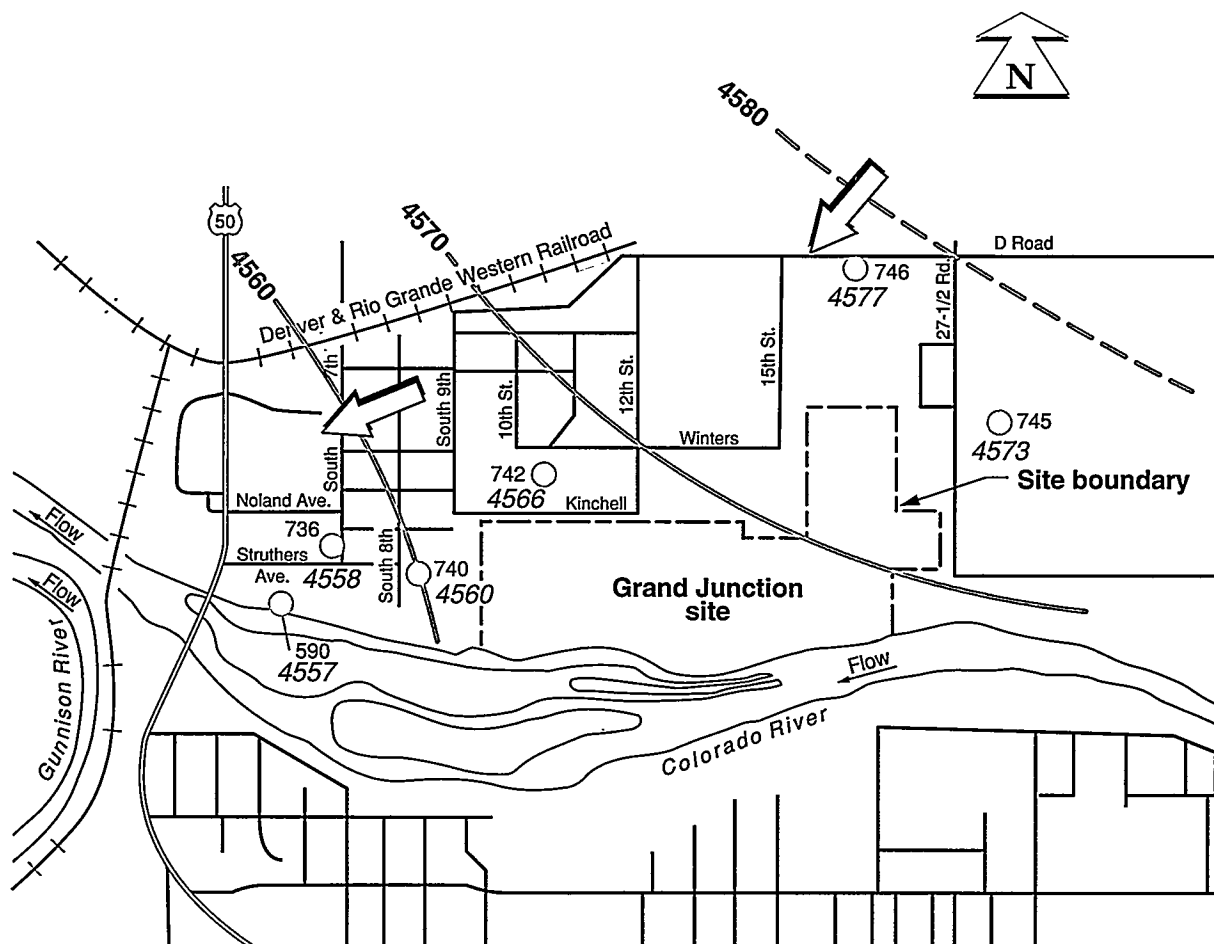 N
4580
50
4570
4560
Denver & Rio Grande Western Railroad
D Road
746
4577
27-1/2 Rd.
7th
South
South 9th
10th St.
12th St.
15th St.
Winters
745
4573
742
4566
Kinchell
Site boundary
Noland Ave.
Flow
736
4558
Struthers
Ave.
South 8th
740
4560
Grand Junction
site
Flow
590
4557
Flow
Gunnison River
Colorado River